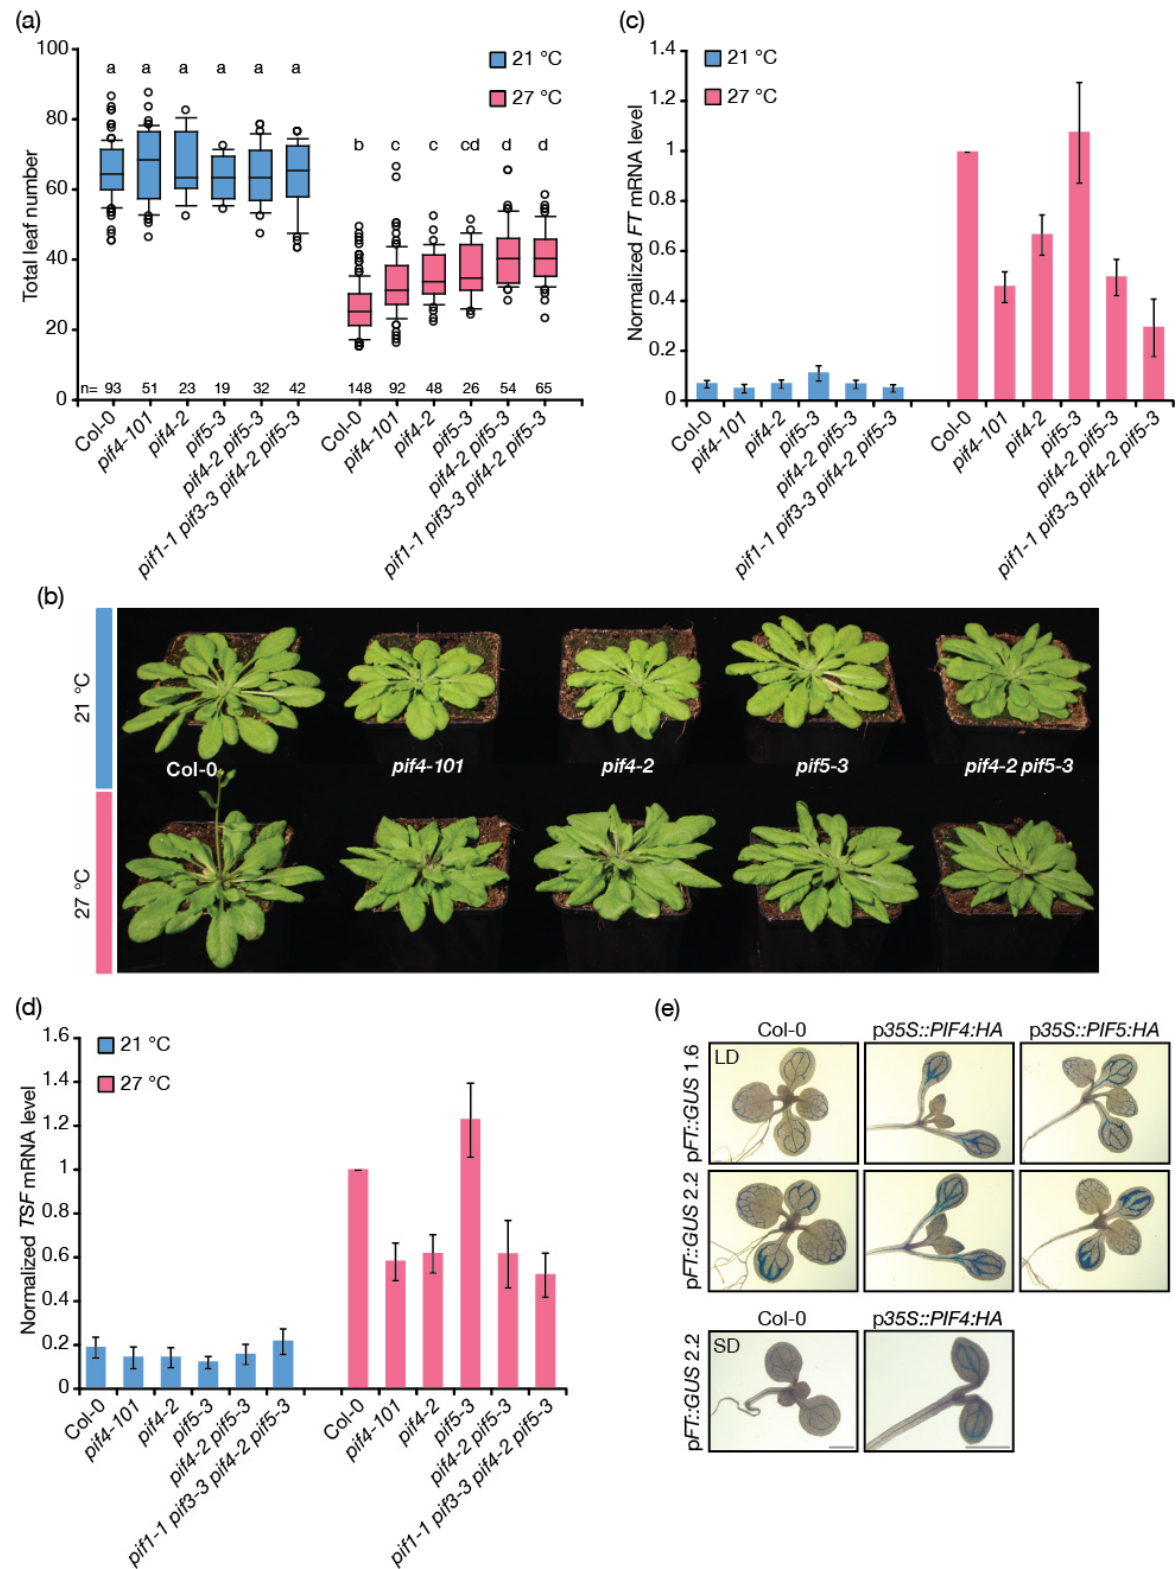 (a)
100
80
60
40
20
0
Total leaf number
21 °C
27 °C
a a a a a a
b c c cd d d
n= 93 51 23 19 32 42 148 92 48 26 54 65
Col-0
pif4-101
pif4-2
pif5-3
pif4-2 pif5-3
pif1-1 pif3-3 pif4-2 pif5-3
Col-0
pif4-101
pif4-2
pif5-3
pif4-2 pif5-3
pif1-1 pif3-3 pif4-2 pif5-3
(c)
1.4
1.2
1
0.8
0.6
0.4
0.2
0
Normalized FT mRNA level
21 °C
27 °C
Col-0
pif4-101
pif4-2
pif5-3
pif4-2 pif5-3
pif1-1 pif3-3 pif4-2 pif5-3
Col-0
pif4-101
pif4-2
pif5-3
pif4-2 pif5-3
pif1-1 pif3-3 pif4-2 pif5-3
(b)
21 °C
Col-0 pif4-101 pif4-2 pif5-3 pif4-2 pif5-3
27 °C
(d)
1.6
1.4
1.2
1
0.8
0.6
0.4
0.2
0
Normalized TSF mRNA level
21 °C
27 °C
Col-0
pif4-101
pif4-2
pif5-3
pif4-2 pif5-3
pif1-1 pif3-3 pif4-2 pif5-3
Col-0
pif4-101
pif4-2
pif5-3
pif4-2 pif5-3
pif1-1 pif3-3 pif4-2 pif5-3
(e)
Col-0 p35S::PIF4:HA p35S::PIF5:HA
LD
pFT::GUS 1.6
pFT::GUS 2.2
Col-0 p35S::PIF4:HA
SD
pFT::GUS 2.2